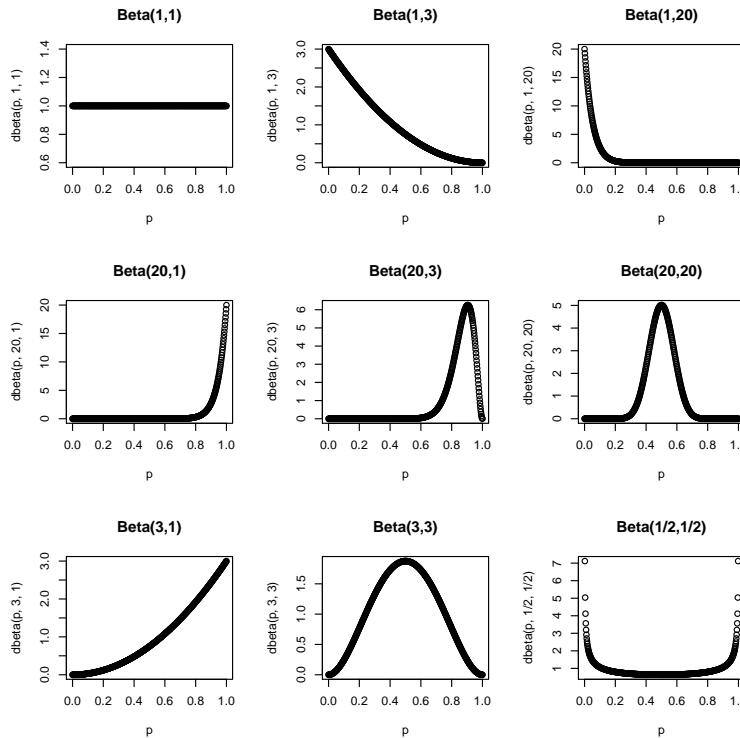 Beta(1,1)
dbeta(p, 1, 1)
0.6 0.8 1.0 1.2 1.4
0.0 0.2 0.4 0.6 0.8 1.0
p
Beta(1,3)
dbeta(p, 1, 3)
0.0 1.0 2.0 3.0
0.0 0.2 0.4 0.6 0.8 1.0
p
Beta(1,20)
dbeta(p, 1, 20)
0 5 10 15 20
0.0 0.2 0.4 0.6 0.8 1.0
p
Beta(20,1)
dbeta(p, 20, 1)
0 5 10 15 20
0.0 0.2 0.4 0.6 0.8 1.0
p
Beta(20,3)
dbeta(p, 20, 3)
0 1 2 3 4 5 6
0.0 0.2 0.4 0.6 0.8 1.0
p
Beta(20,20)
dbeta(p, 20, 20)
0 1 2 3 4 5
0.0 0.2 0.4 0.6 0.8 1.0
p
Beta(3,1)
dbeta(p, 3, 1)
0.0 1.0 2.0 3.0
0.0 0.2 0.4 0.6 0.8 1.0
p
Beta(3,3)
dbeta(p, 3, 3)
0.0 0.5 1.0 1.5
0.0 0.2 0.4 0.6 0.8 1.0
p
Beta(1/2,1/2)
dbeta(p, 1/2, 1/2)
1 2 3 4 5 6 7
0.0 0.2 0.4 0.6 0.8 1.0
p